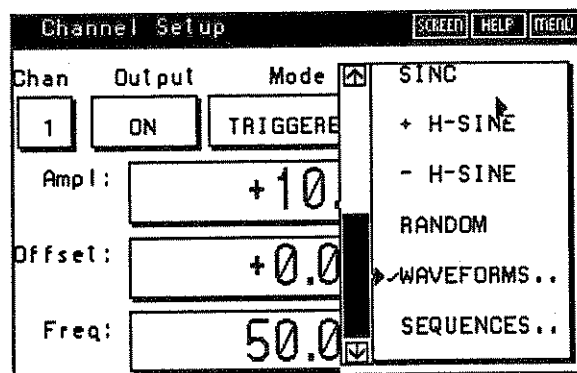 Channel Setup SCREEN HELP MENU
Chan Output Mode
1 ON TRIGGERE
Ampl: +10.
Offset: +0.0
Freq: 50.0
SINC
+ H-SINE
- H-SINE
RANDOM
✓WAVEFORMS..
SEQUENCES..